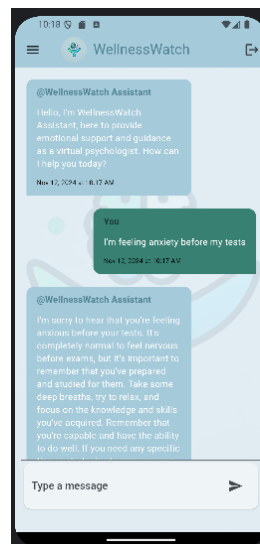 10:18
WellnessWatch
@WellnessWatch Assistant
Hello, I'm WellnessWatch
Assistant, here to provide
emotional support and guidance
as a virtual psychologist. How can
I help you today?
Nov 12, 2024 at 10:17 AM
You
I'm feeling anxiety before my tests
Nov 12, 2024 at 10:17 AM
@WellnessWatch Assistant
I'm sorry to hear that you're feeling
anxious before your tests. It's
completely normal to feel nervous
before exams, but it's important to
remember that you've prepared
and studied for them. Take some
deep breaths, try to relax, and
focus on the knowledge and skills
you've acquired. Remember that
you're capable and have the ability
to do well. If you need any specific
Type a message